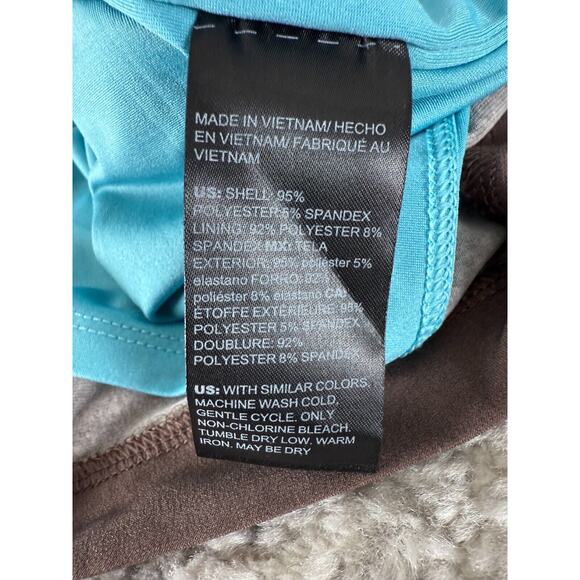 MADE IN VIETNAM/ HECHO
EN VIETNAM/ FABRIQUÉ AU
VIETNAM
US: SHELL: 95%
POLYESTER 5% SPANDEX
LINING: 92% POLYESTER 8%
SPANDEX MX: TELA
EXTERIOR: 95% poliéster 5%
elastano FORRO: 92%
poliéster 8% elastano CA:
ÉTOFFE EXTÉRIEURE: 95%
POLYESTER 5% SPANDEX
DOUBLURE: 92%
POLYESTER 8% SPANDEX
US: WITH SIMILAR COLORS,
MACHINE WASH COLD,
GENTLE CYCLE. ONLY
NON-CHLORINE BLEACH.
TUMBLE DRY LOW. WARM
IRON. MAY BE DRY